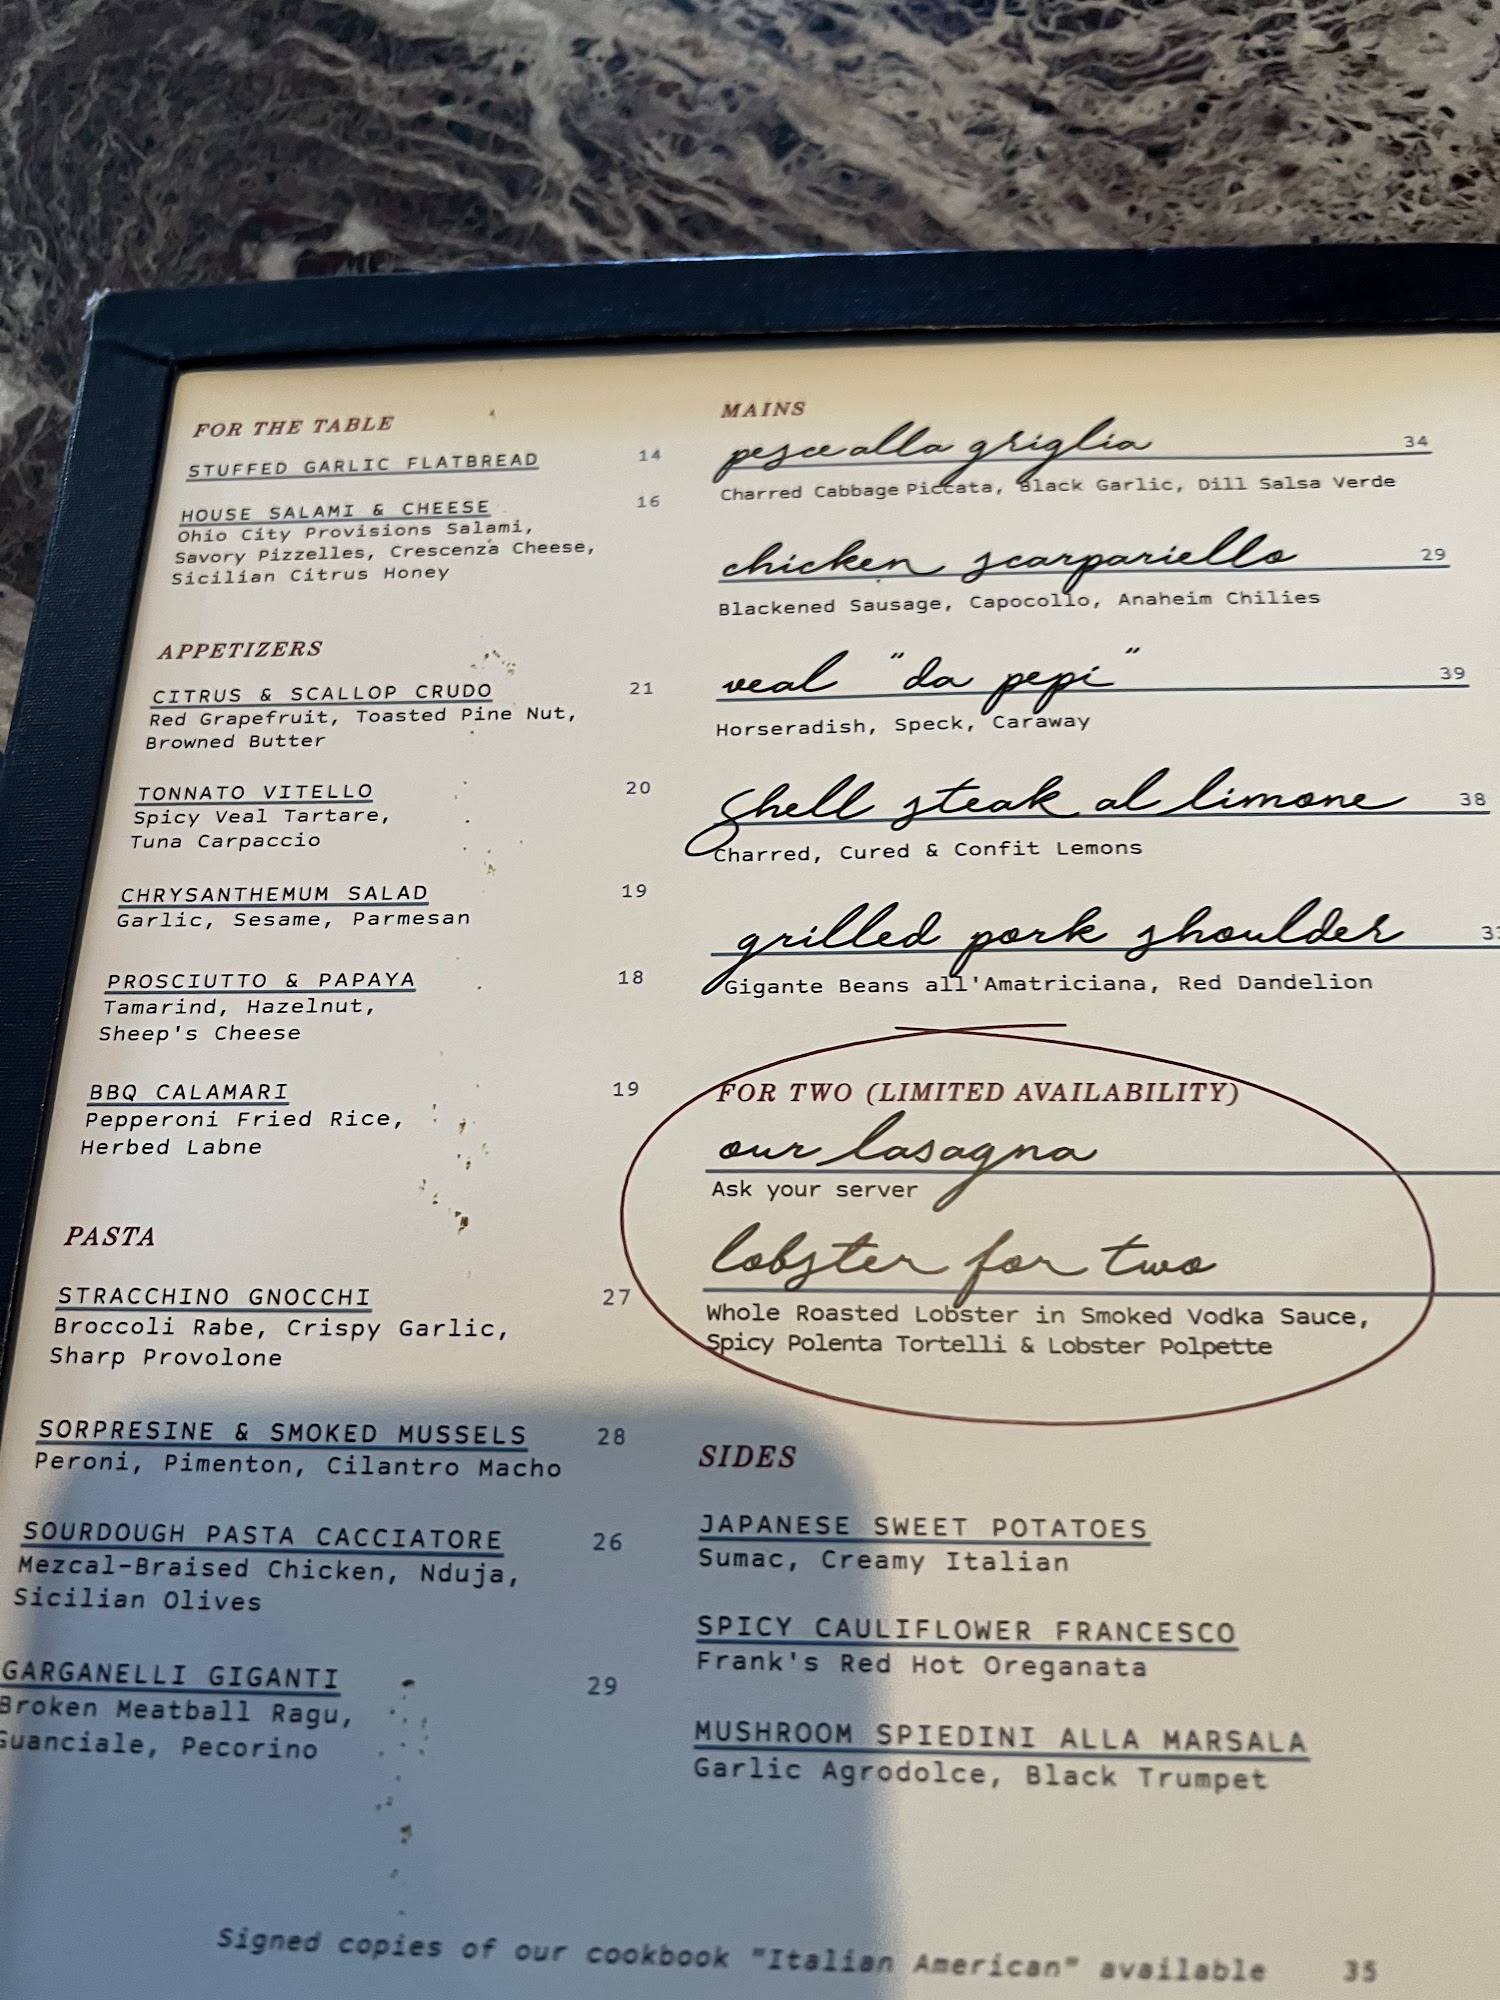 FOR THE TABLE
STUFFED GARLIC FLATBREAD 14
HOUSE SALAMI & CHEESE 16
Ohio City Provisions Salami,
Savory Pizzelles, Crescenza Cheese,
Sicilian Citrus Honey
APPETIZERS
CITRUS & SCALLOP CRUDO 21
Red Grapefruit, Toasted Pine Nut,
Browned Butter
TONNATO VITELLO 20
Spicy Veal Tartare,
Tuna Carpaccio
CHRYSANTHEMUM SALAD 19
Garlic, Sesame, Parmesan
PROSCIUTTO & PAPAYA 18
Tamarind, Hazelnut,
Sheep's Cheese
BBQ CALAMARI 19
Pepperoni Fried Rice,
Herbed Labne
PASTA
STRACCHINO GNOCCHI 27
Broccoli Rabe, Crispy Garlic,
Sharp Provolone
SORPRESINE & SMOKED MUSSELS 28
Peroni, Pimenton, Cilantro Macho
SOURDOUGH PASTA CACCIATORE 26
Mezcal-Braised Chicken, Nduja,
Sicilian Olives
GARGANELLI GIGANTI 29
Broken Meatball Ragu,
Guanciale, Pecorino
MAINS
pesce alla griglia 34
Charred Cabbage Piccata, Black Garlic, Dill Salsa Verde
chicken scarpariello 29
Blackened Sausage, Capocollo, Anaheim Chilies
veal "da pepi" 39
Horseradish, Speck, Caraway
Shell steak al limone 38
Charred, Cured & Confit Lemons
grilled pork shoulder
Gigante Beans all'Amatriciana, Red Dandelion
FOR TWO (LIMITED AVAILABILITY)
our lasagna
Ask your server
lobster for two
Whole Roasted Lobster in Smoked Vodka Sauce,
Spicy Polenta Tortelli & Lobster Polpette
SIDES
JAPANESE SWEET POTATOES
Sumac, Creamy Italian
SPICY CAULIFLOWER FRANCESCO
Frank's Red Hot Oreganata
MUSHROOM SPIEDINI ALLA MARSALA
Garlic Agrodolce, Black Trumpet
Signed copies of our cookbook "Italian American" available 35